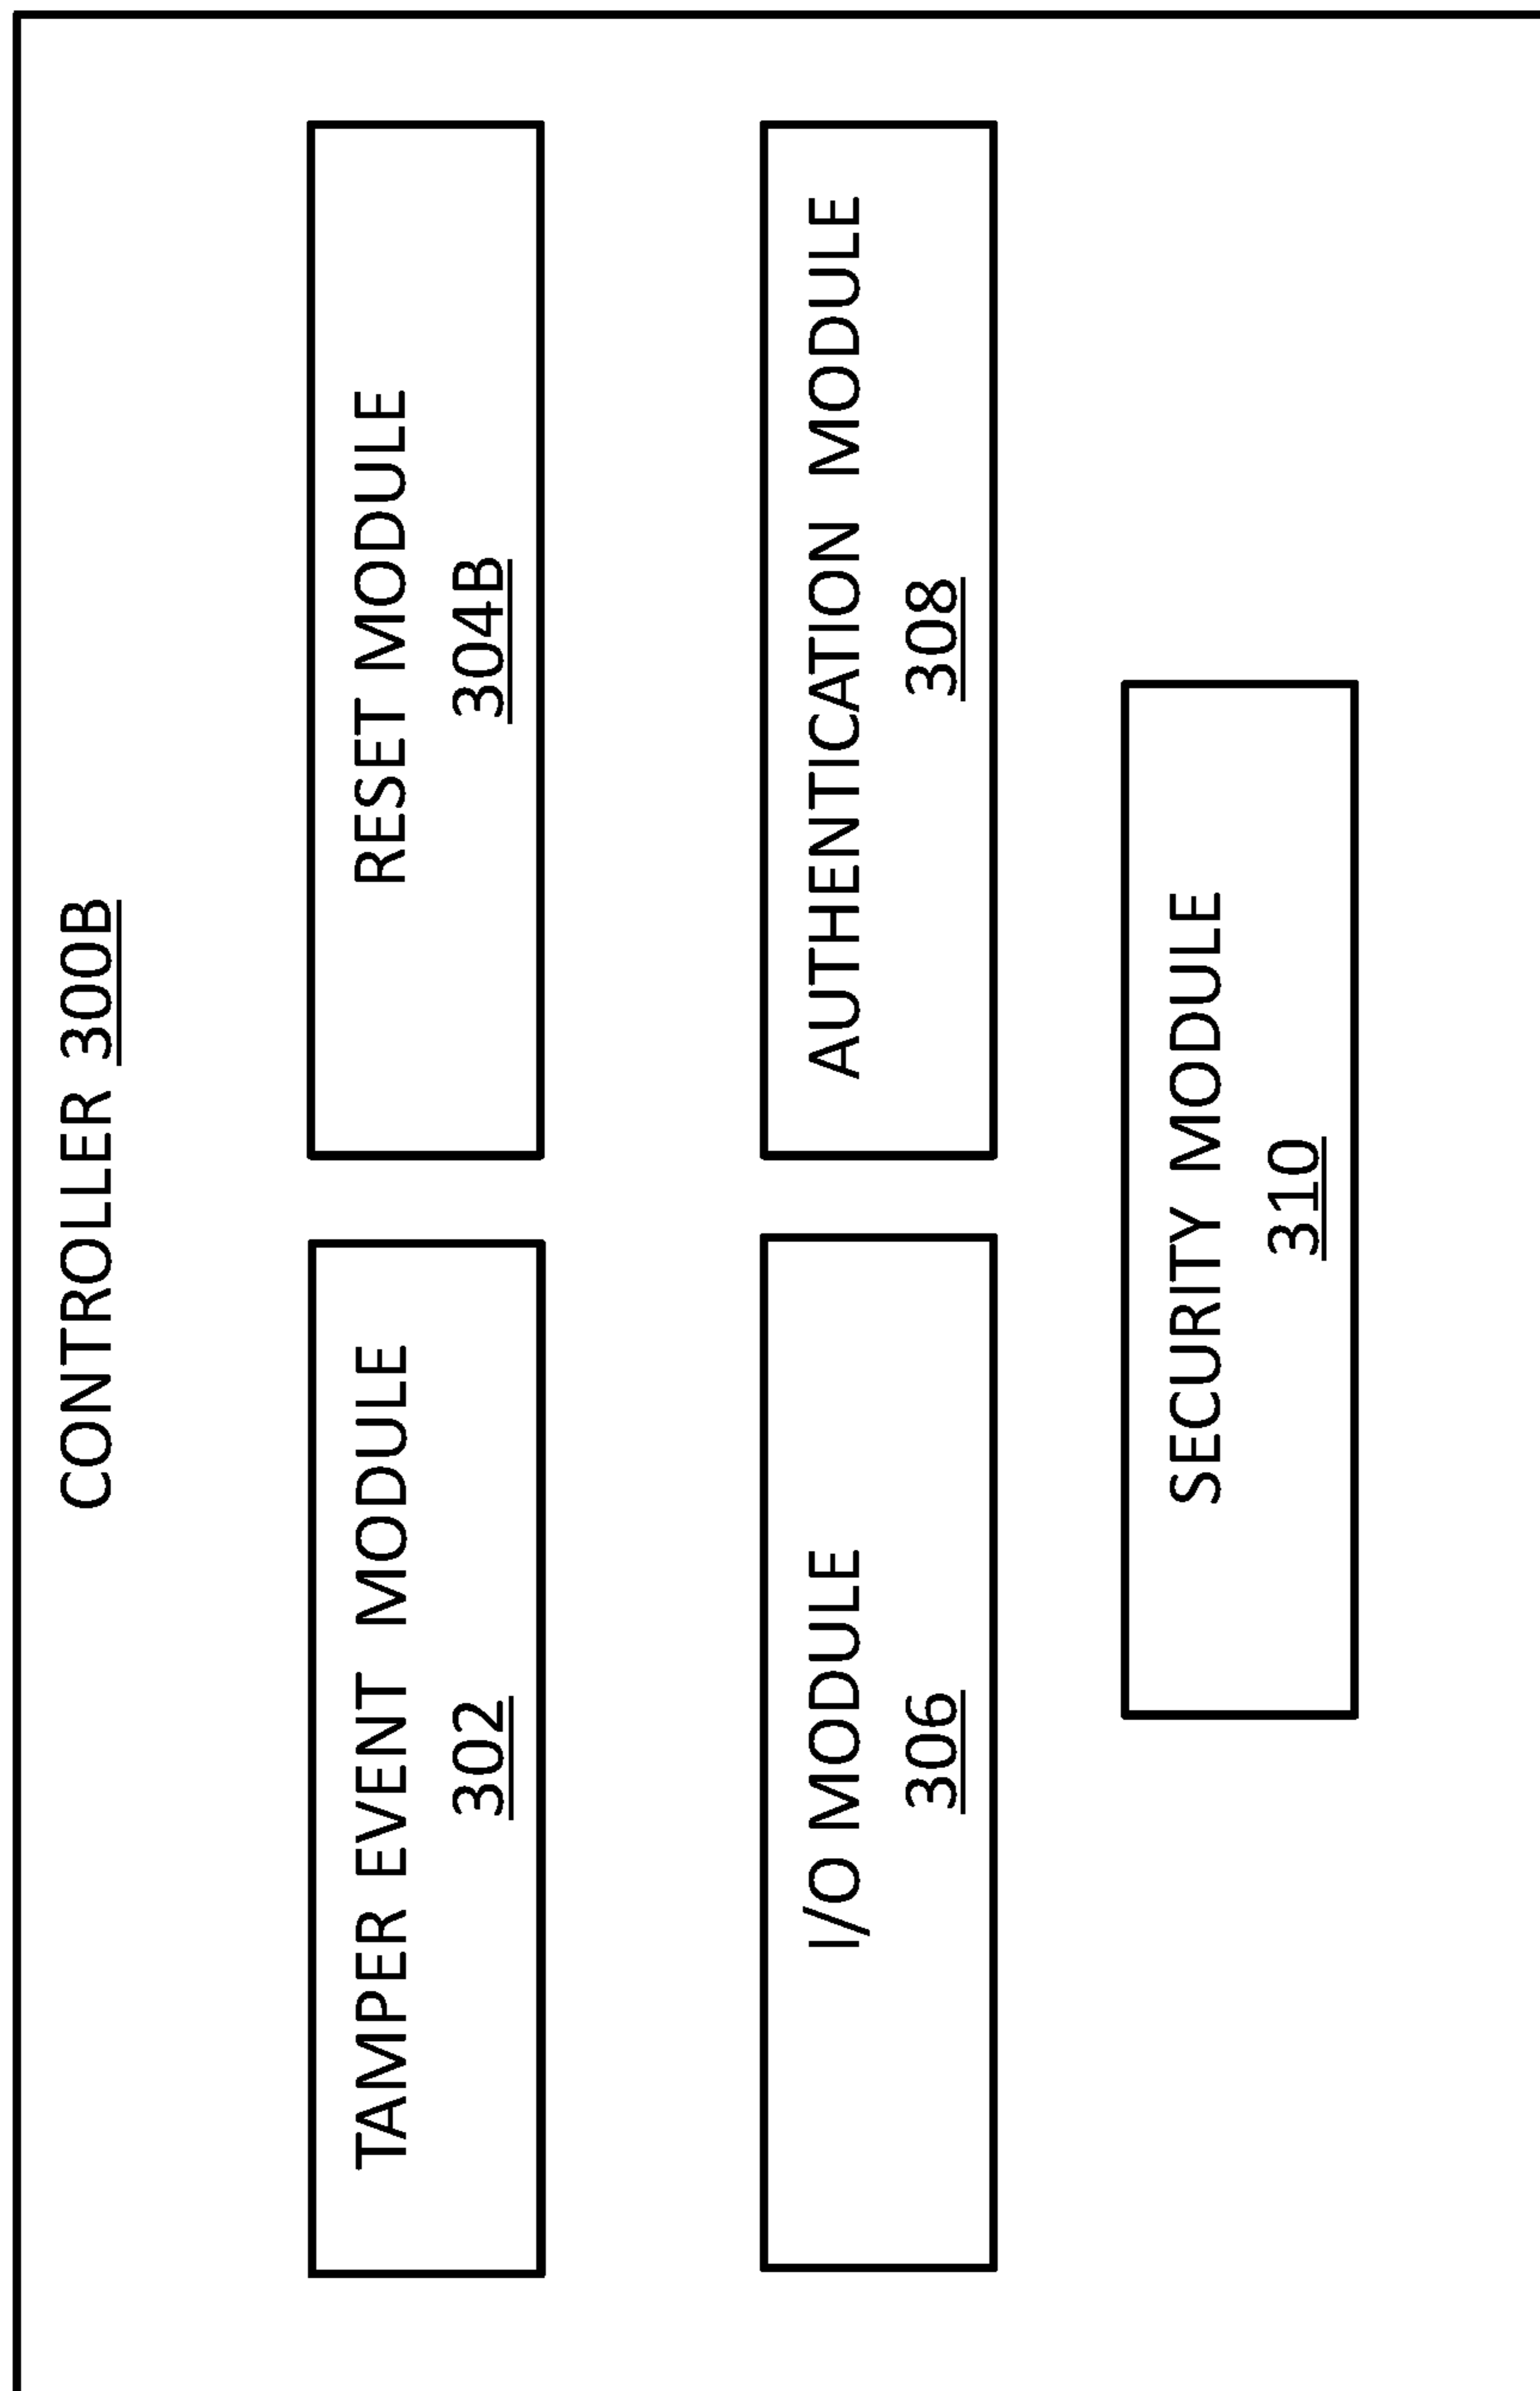 CONTROLLER 300B
TAMPER EVENT MODULE
302
RESET MODULE
304B
I/O MODULE
306
AUTHENTICATION MODULE
308
SECURITY MODULE
310